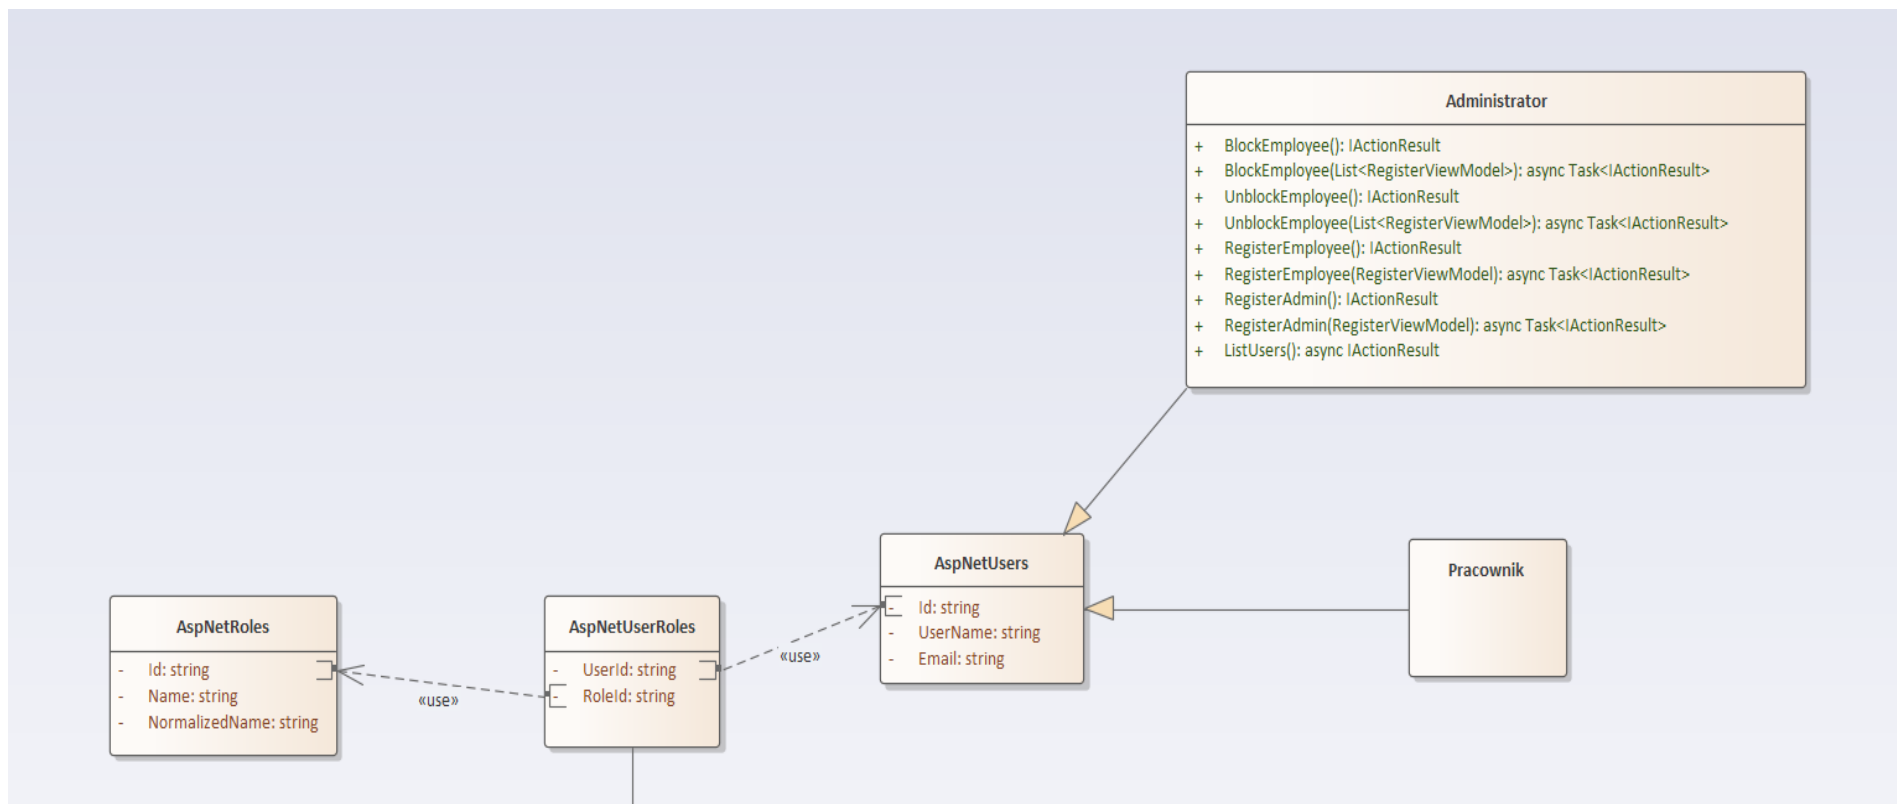 Administrator
+ BlockEmployee(): IActionResult
+ BlockEmployee(List<RegisterViewModel>): async Task<IActionResult>
+ UnblockEmployee(): IActionResult
+ UnblockEmployee(List<RegisterViewModel>): async Task<IActionResult>
+ RegisterEmployee(): IActionResult
+ RegisterEmployee(RegisterViewModel): async Task<IActionResult>
+ RegisterAdmin(): IActionResult
+ RegisterAdmin(RegisterViewModel): async Task<IActionResult>
+ ListUsers(): async IActionResult
AspNetUsers
- Id: string
- UserName: string
- Email: string
Pracownik
AspNetRoles
- Id: string
- Name: string
- NormalizedName: string
«use»
AspNetUserRoles
- UserId: string
- RoleId: string
«use»